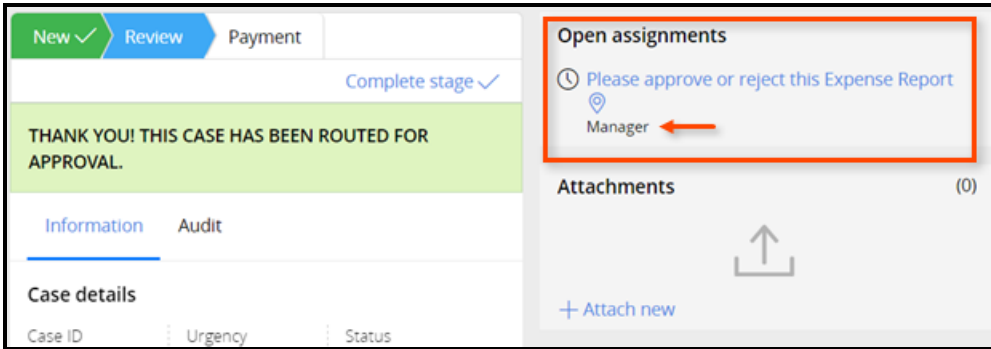 New Review Payment
Complete stage
THANK YOU! THIS CASE HAS BEEN ROUTED FOR
APPROVAL.
Information Audit
Case details
Case ID Urgency Status
Open assignments
Please approve or reject this Expense Report
Manager
Attachments (0)
+ Attach new